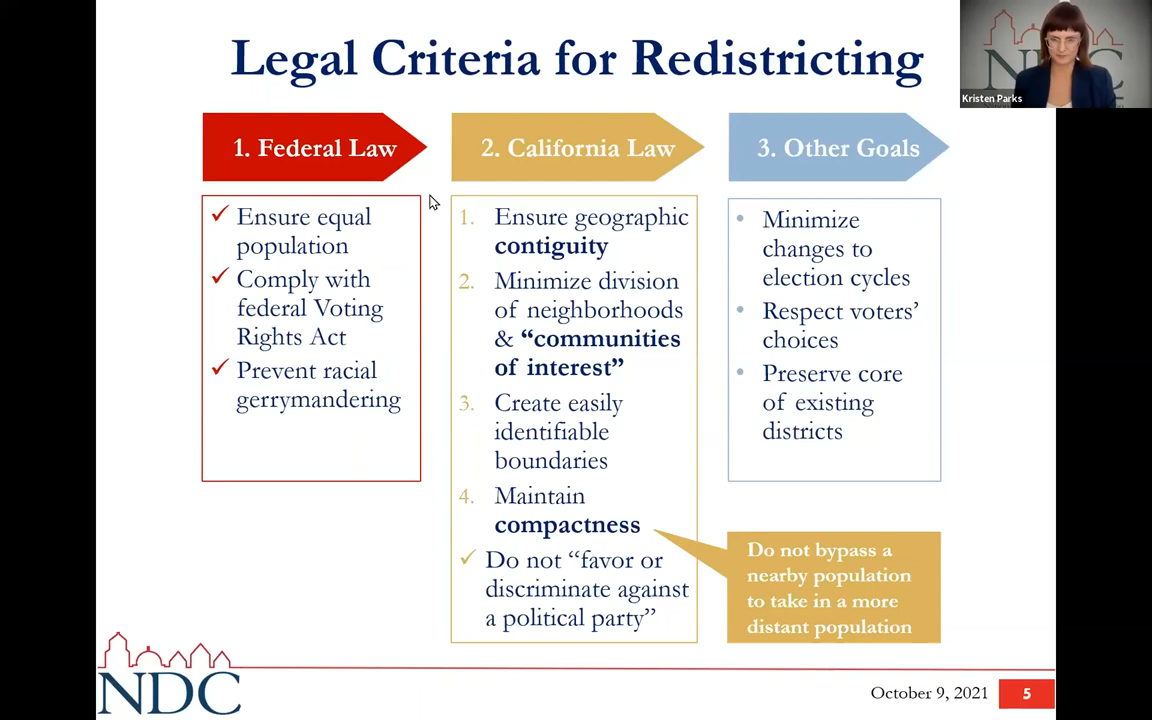 Legal Criteria for Redistricting
Kristen Parks
1. Federal Law
✓ Ensure equal
population
✓ Comply with
federal Voting
Rights Act
✓ Prevent racial
gerrymandering
2. California Law
1. Ensure geographic
contiguity
2. Minimize division
of neighborhoods
& “communities
of interest”
3. Create easily
identifiable
boundaries
4. Maintain
compactness
✓ Do not “favor or
discriminate against
a political party”
3. Other Goals
• Minimize
changes to
election cycles
• Respect voters’
choices
• Preserve core
of existing
districts
Do not bypass a
nearby population
to take in a more
distant population
NDC
October 9, 2021
5